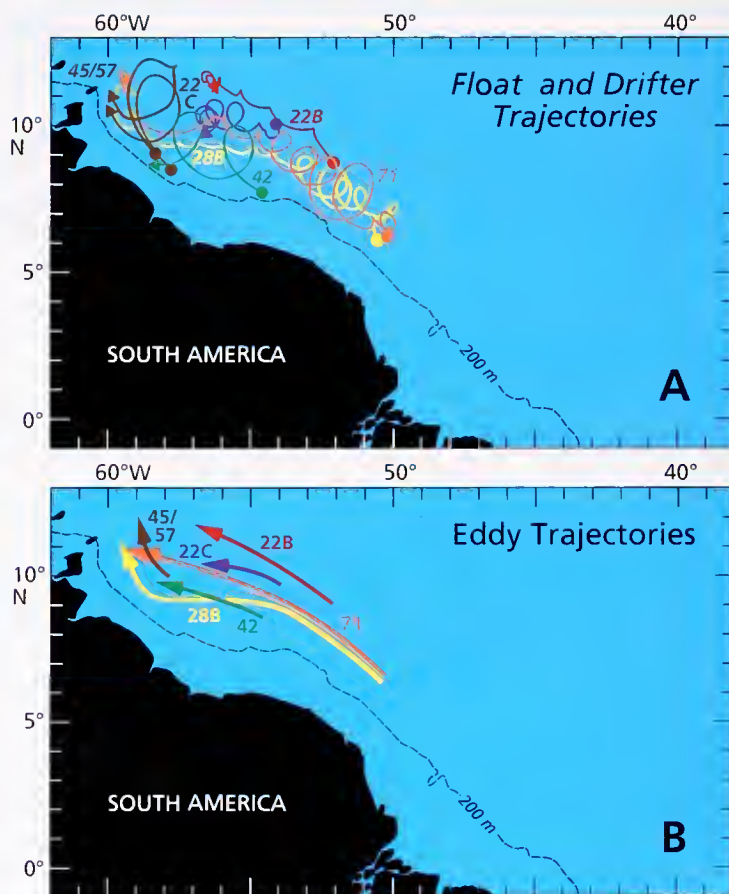 60°W 50° 40°
Float and Drifter
Trajectories
45/57
22
C
22B
10°
N
28B
42
71
5°
SOUTH AMERICA
200 m
A
0°
60°W 50° 40°
Eddy Trajectories
45/
57
22C
22B
10°
N
28B
42
71
5°
SOUTH AMERICA
200 m
B
0°